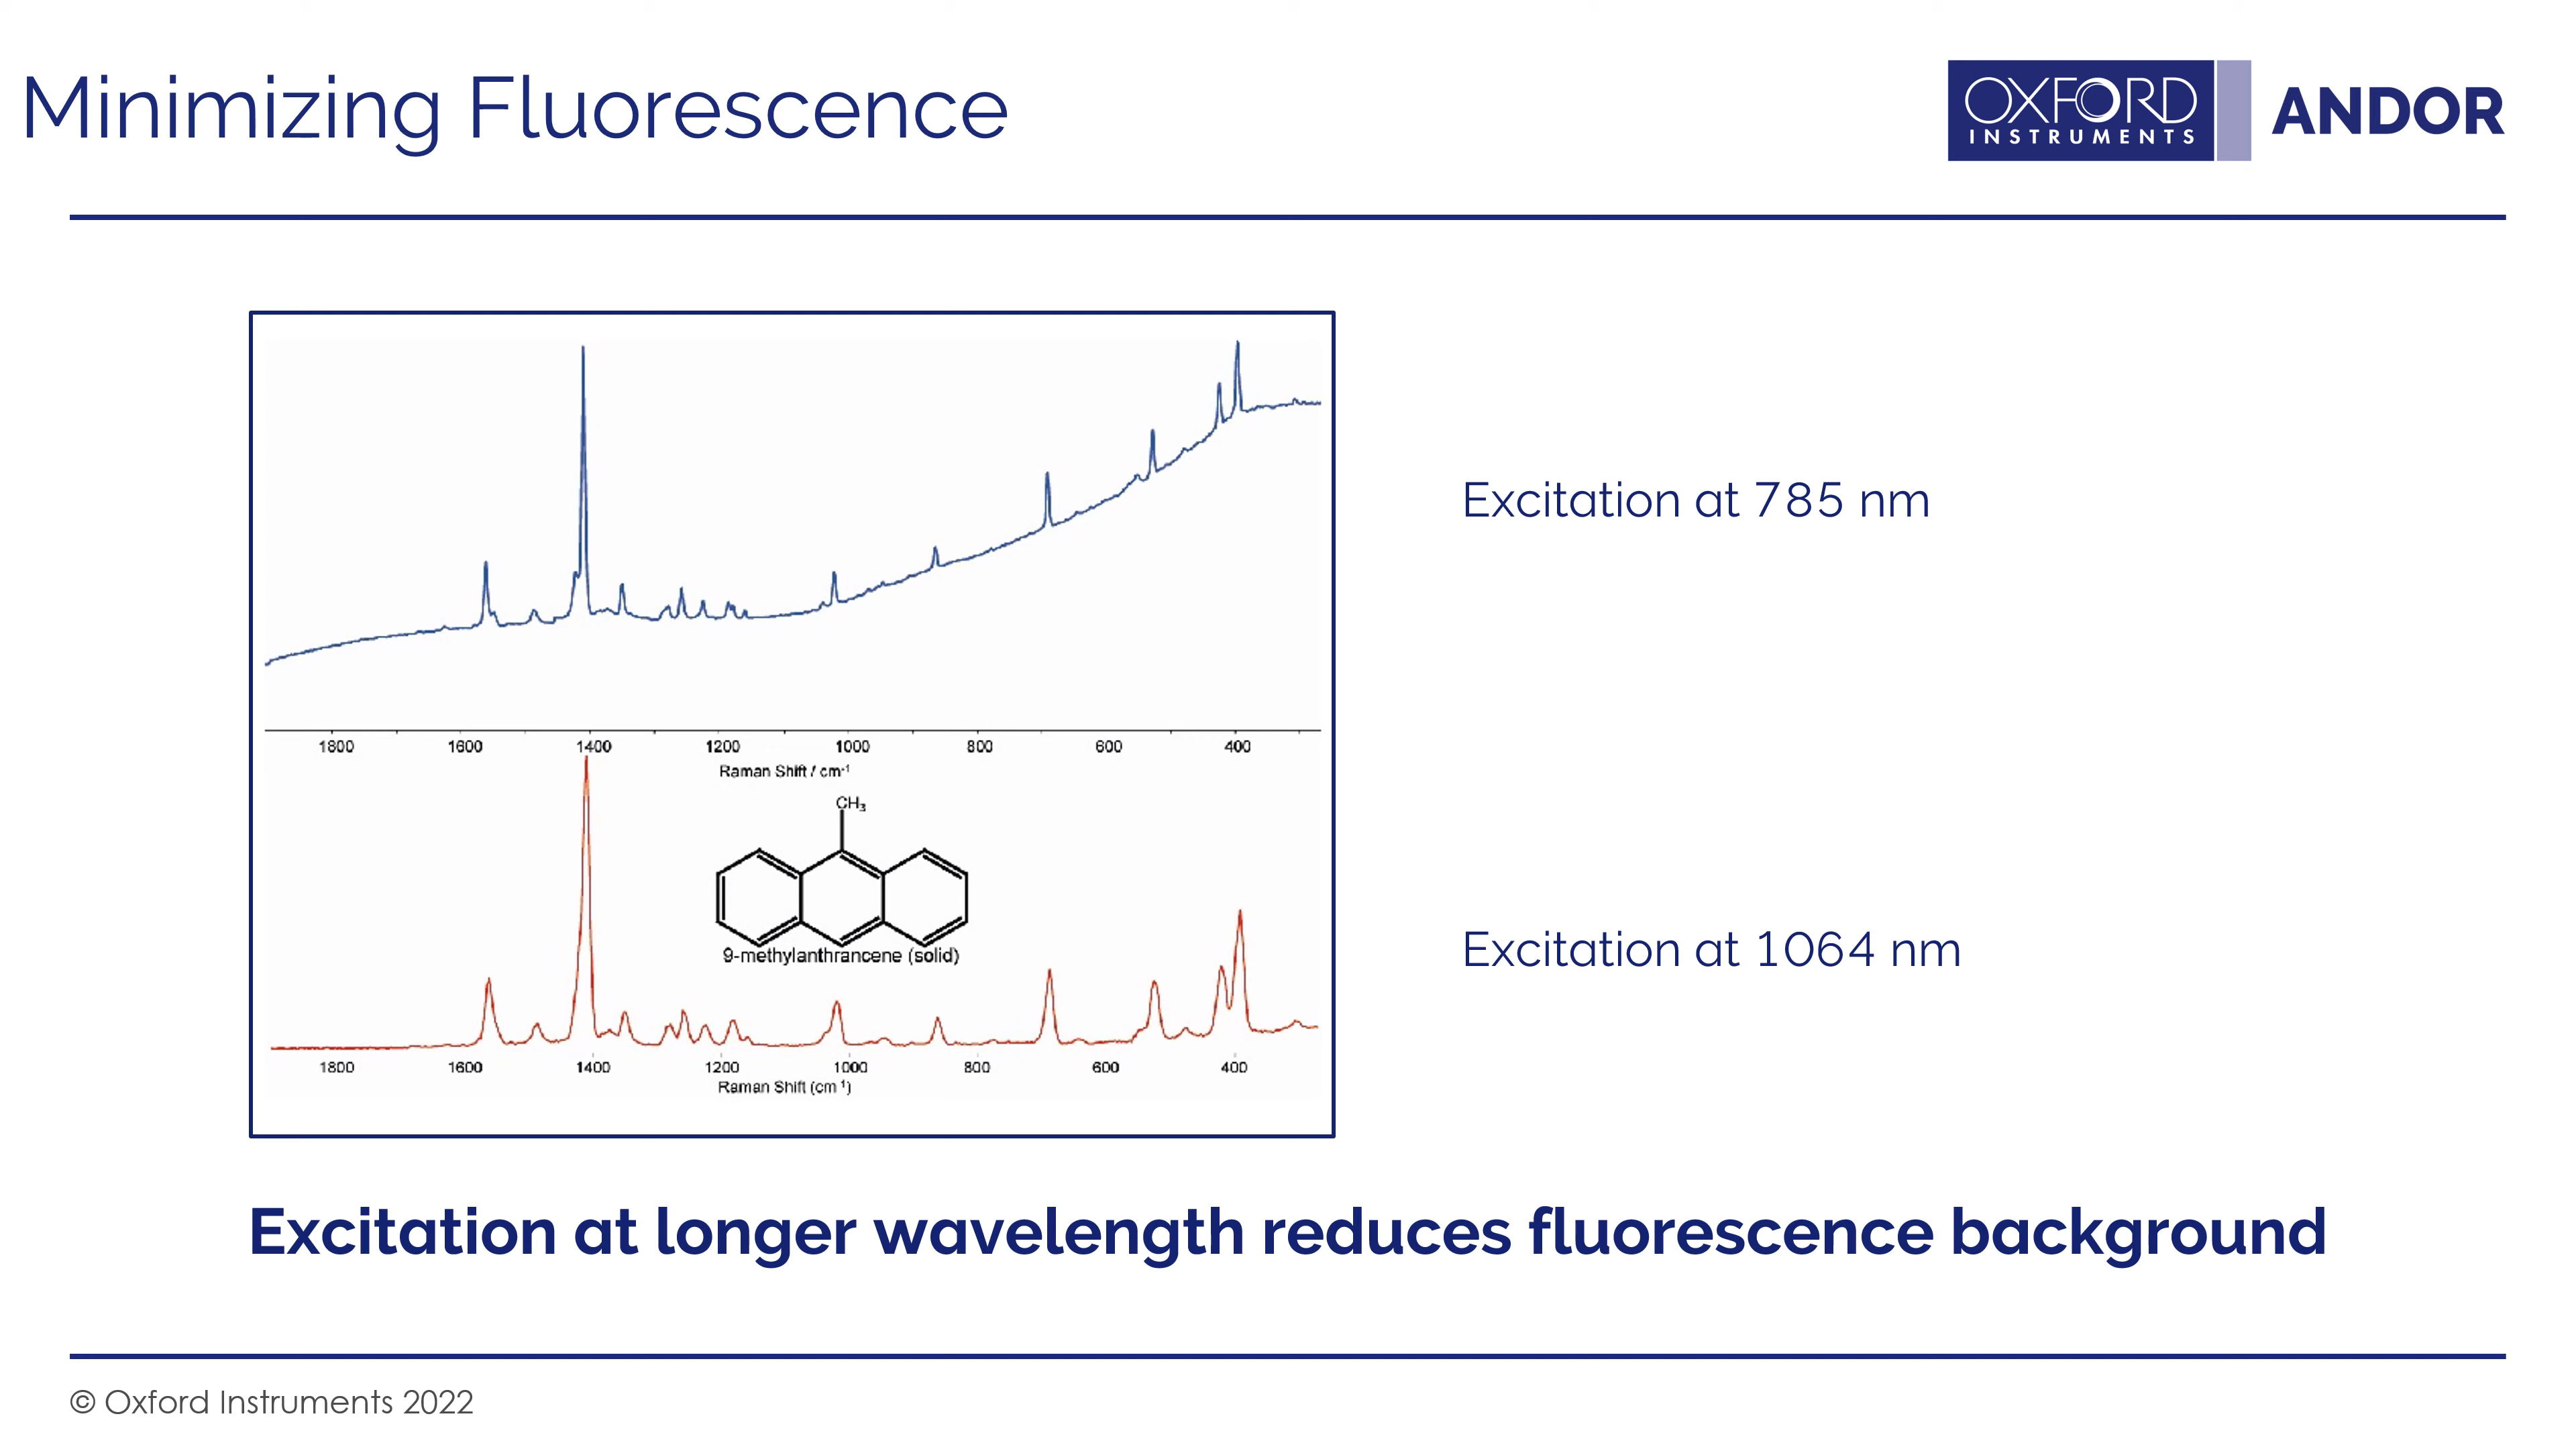 Minimizing Fluorescence
OXFORD
INSTRUMENTS
ANDOR
Excitation at 785 nm
1800 1600 1400 1200 1000 800 600 400
Raman Shift / cm-1
CH3
9-methylanthrancene (solid)
Excitation at 1064 nm
1800 1600 1400 1200 1000 800 600 400
Raman Shift (cm 1)
Excitation at longer wavelength reduces fluorescence background
© Oxford Instruments 2022